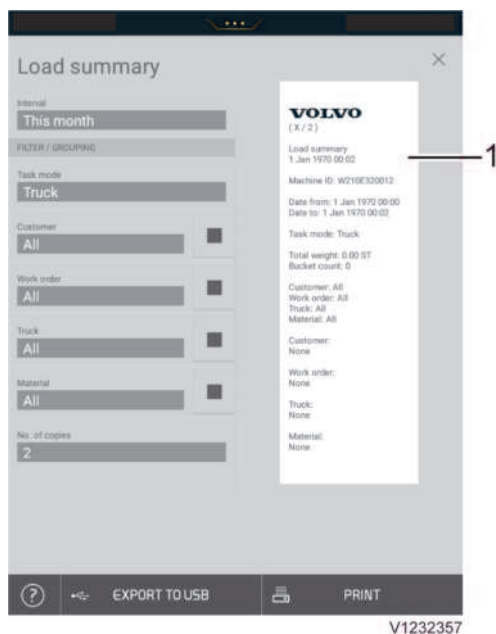 Load summary
Interval
This month
FILTER / GROUPING
Task mode
Truck
Customer
All
Work order
All
Truck
All
Material
All
No. of copies
2
VOLVO
(X/2)
Load summary
1 Jan 1970 00:02
Machine ID: W210E320012
Date from: 1 Jan 1970 00:00
Date to: 1 Jan 1970 00:02
Task mode: Truck
Total weight: 0.00 ST
Bucket count: 0
Customer: All
Work order: All
Truck: All
Material: All
Customer:
None
Work order:
None
Truck:
None
Material:
None
1
? EXPORT TO USB PRINT
V1232357